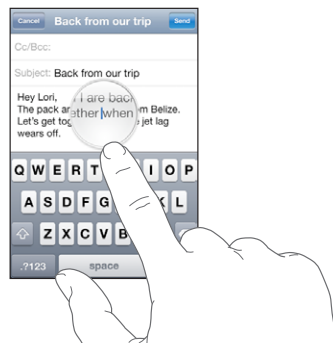 Cancel Back from our trip Send
Cc/Bcc:
Subject: Back from our trip
Hey Lori,
I are back
The pack an m Belize.
ether when
Let's get tog e jet lag
wears off.
Q W E R T I O P
A S D F G K L
Z X C V B
.?123 space